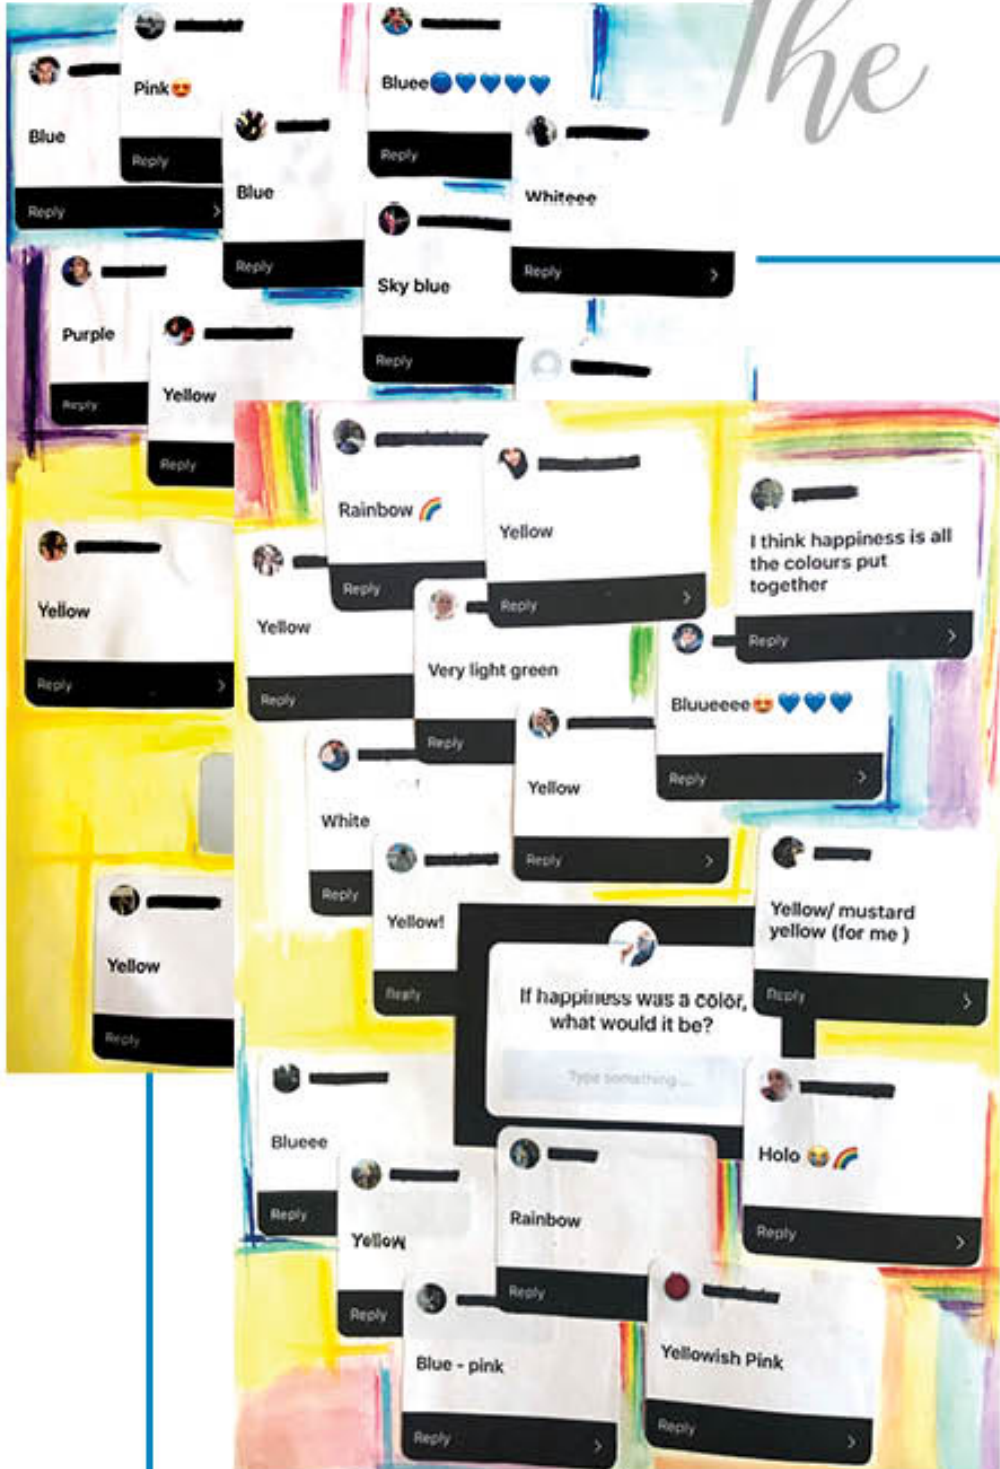 The
Pink😍
Reply
Bluee🔵💙💙💙💙
Reply
Blue
Reply
Blue
Reply
Whiteee
Reply
Sky blue
Reply
Purple
Reply
Yellow
Reply
Yellow
Reply
Yellow
Reply
Rainbow 🌈
Reply
Yellow
Reply
I think happiness is all
the colours put
together
Reply
Yellow
Reply
Very light green
Reply
Bluueeee😍💙💙💙
Reply
White
Reply
Yellow
Reply
Yellow!
Reply
Yellow/ mustard
yellow (for me )
Reply
If happiness was a color,
what would it be?
Type something...
Blueee
Reply
Holo 😭🌈
Reply
Yellow
Reply
Rainbow
Reply
Blue - pink
Reply
Yellowish Pink
Reply